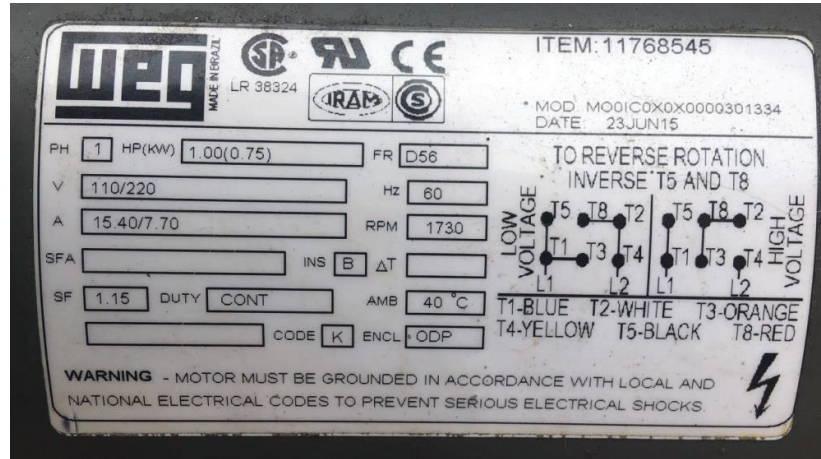 WEG
MADE IN BRAZIL
SA
LR 38324
RU
CE
IRAM
S
ITEM:11768545
MOD MO0IC0X0X0000301334
DATE 23JUN15
PH 1 HP(KW) 1.00(0.75) FR D56
V 110/220 Hz 60
A 15.40/7.70 RPM 1730
SFA INS B ΔT
SF 1.15 DUTY CONT AMB 40 °C
CODE K ENCL ODP
TO REVERSE ROTATION
INVERSE T5 AND T8
LOW VOLTAGE
T5 T8 T2
T1 T3 T4
L1 L2
HIGH VOLTAGE
T5 T8 T2
T1 T3 T4
L1 L2
T1-BLUE T2-WHITE T3-ORANGE
T4-YELLOW T5-BLACK T8-RED
WARNING - MOTOR MUST BE GROUNDED IN ACCORDANCE WITH LOCAL AND
NATIONAL ELECTRICAL CODES TO PREVENT SERIOUS ELECTRICAL SHOCKS.